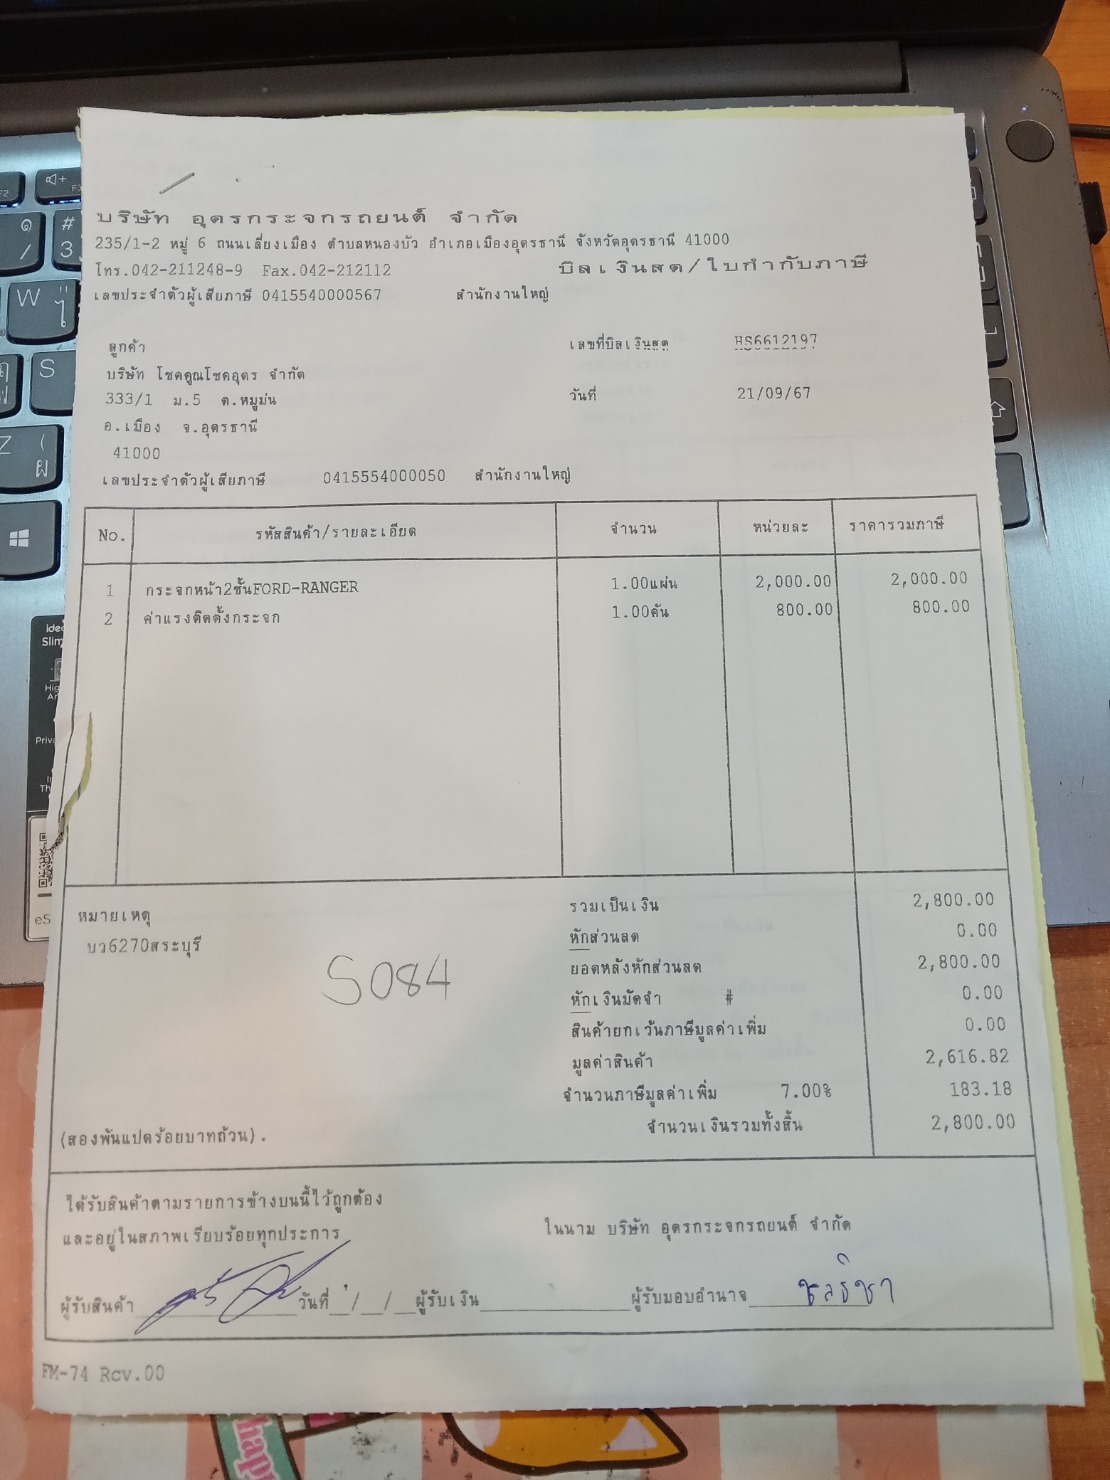 บริษัท อุดรกระจกรถยนต์ จำกัด
235/1-2 หมู่ 6 ถนนเลี่ยงเมือง ตำบลหนองบัว อำเภอเมืองอุดรธานี จังหวัดอุดรธานี 41000
โทร.042-211248-9 Fax.042-212112 บิลเงินสด/ใบกำกับภาษี
เลขประจำตัวผู้เสียภาษี 0415540000567 สำนักงานใหญ่
ลูกค้า เลขที่บิลเงินสด HS6612197
บริษัท โชคคูณโชคอุดร จำกัด
333/1 ม.5 ต.หมูม่น วันที่ 21/09/67
อ.เมือง จ.อุดรธานี
41000
เลขประจำตัวผู้เสียภาษี 0415554000050 สำนักงานใหญ่
No. รหัสสินค้า/รายละเอียด จำนวน หน่วยละ ราคารวมภาษี
1 กระจกหน้า2ชั้นFORD-RANGER 1.00แผ่น 2,000.00 2,000.00
2 ค่าแรงติดตั้งกระจก 1.00คัน 800.00 800.00
หมายเหตุ รวมเป็นเงิน 2,800.00
บว6270สระบุรี หักส่วนลด 0.00
S084 ยอดหลังหักส่วนลด 2,800.00
หักเงินมัดจำ # 0.00
สินค้ายกเว้นภาษีมูลค่าเพิ่ม 0.00
มูลค่าสินค้า 2,616.82
จำนวนภาษีมูลค่าเพิ่ม 7.00% 183.18
(สองพันแปดร้อยบาทถ้วน). จำนวนเงินรวมทั้งสิ้น 2,800.00
ได้รับสินค้าตามรายการข้างบนนี้ไว้ถูกต้อง
และอยู่ในสภาพเรียบร้อยทุกประการ ในนาม บริษัท อุดรกระจกรถยนต์ จำกัด
ผู้รับสินค้า วันที่ / / ผู้รับเงิน ผู้รับมอบอำนาจ ชลธิชา
FM-74 Rev.00